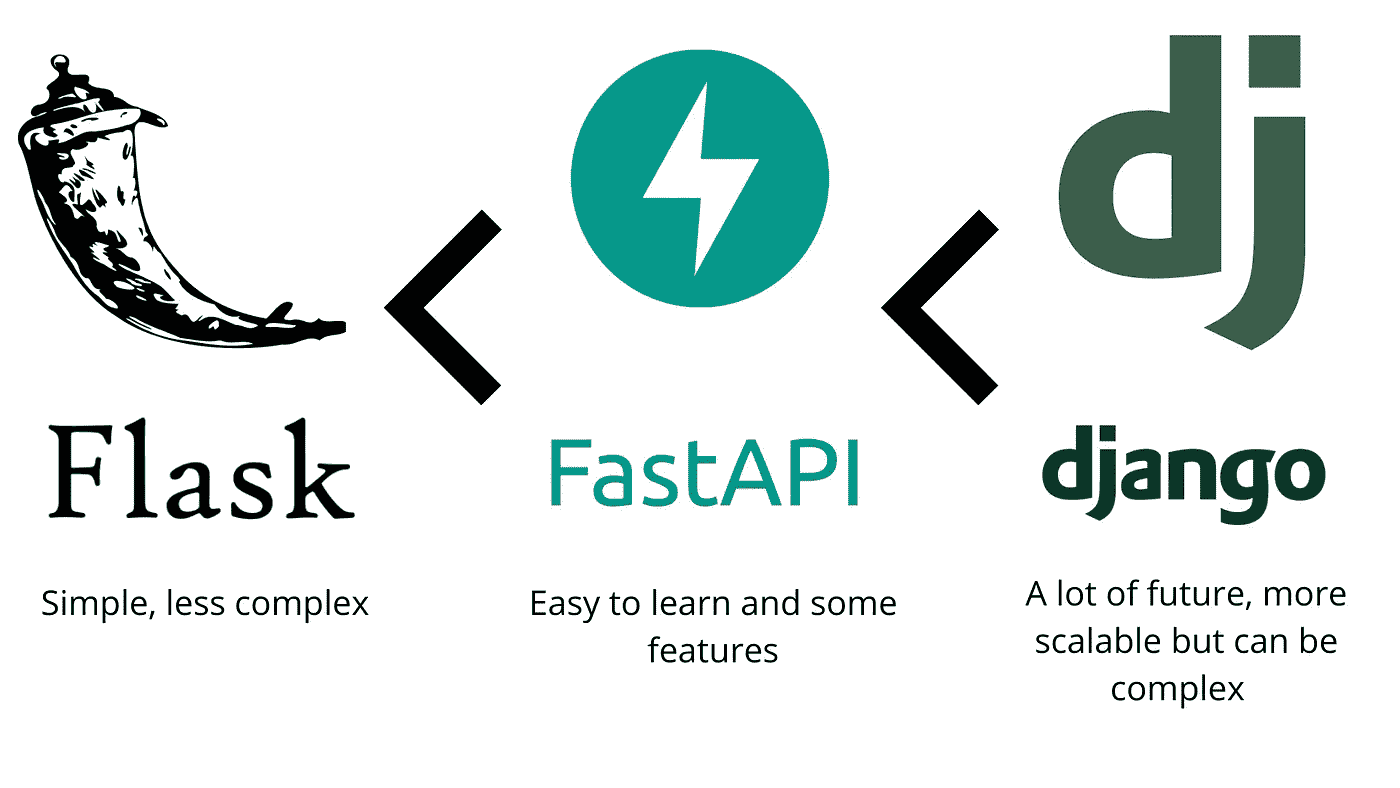 Flask
FastAPI
dj
django
Simple, less complex
Easy to learn and some
features
A lot of future, more
scalable but can be
complex